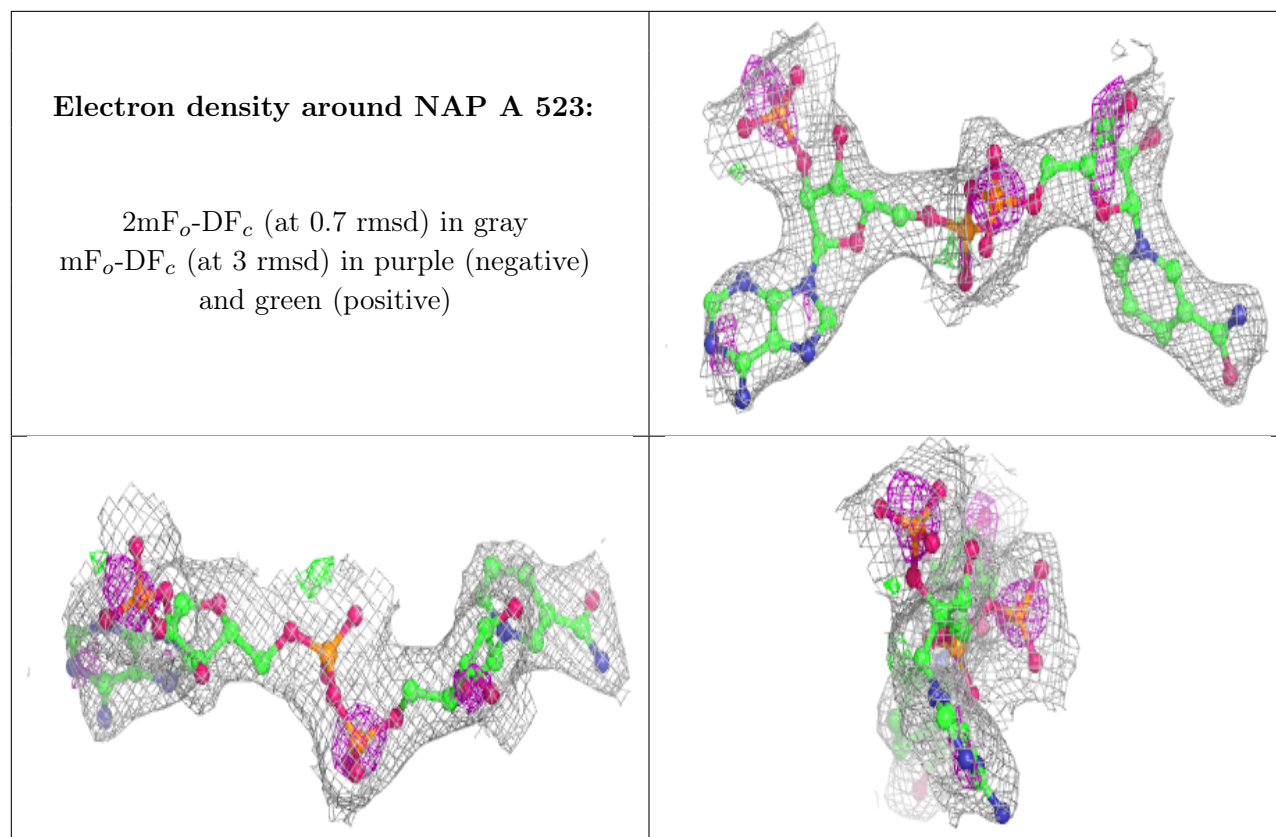 Electron density around NAP A 523:
2mFₒ-DF𝒸 (at 0.7 rmsd) in gray
mFₒ-DF𝒸 (at 3 rmsd) in purple (negative)
and green (positive)